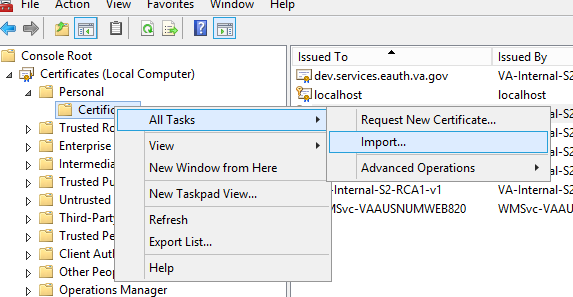 File Action View Favorites Window Help
Console Root
Certificates (Local Computer)
Personal
Certific
Trusted Ro
Enterprise
Intermedia
Trusted Pu
Untrusted
Third-Party
Trusted Pe
Client Auth
Other Peop
Operations Manager
All Tasks
View
New Window from Here
New Taskpad View...
Refresh
Export List...
Help
Request New Certificate...
Import...
Advanced Operations
Issued To Issued By
dev.services.eauth.va.gov VA-Internal-S2-
localhost localhost
-Internal-S2-RCA1-v1 VA-Internal-S2-
MSvc-VAAUSNUMWEB820 WMSvc-VAAUS